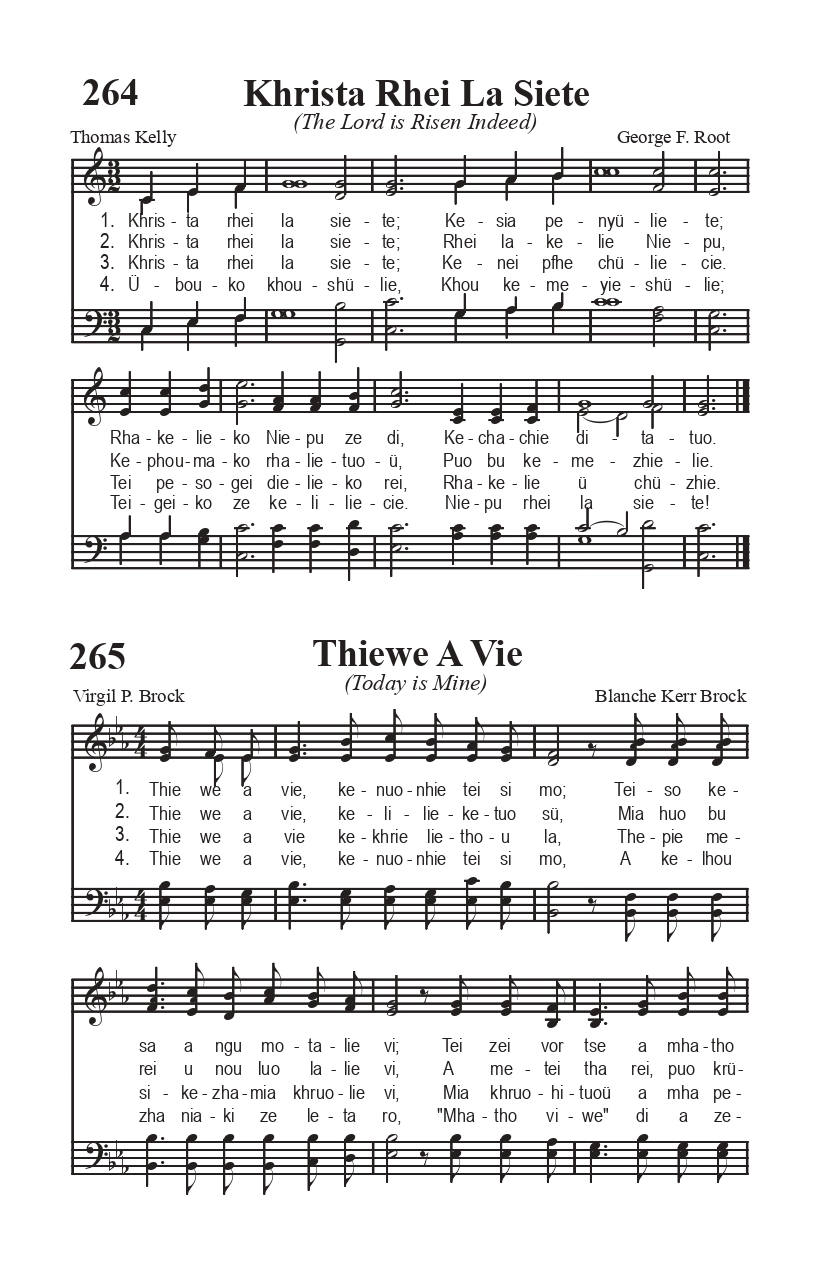 264
Khrista Rhei La Siete
(The Lord is Risen Indeed)
Thomas Kelly George F. Root
1. Khris - ta rhei la sie - te; Ke - sia pe - nyü - lie - te;
2. Khris - ta rhei la sie - te; Rhei la - ke - lie Nie - pu,
3. Khris - ta rhei la sie - te; Ke - nei pfhe chü - lie - cie.
4. Ü - bou - ko khou - shü - lie, Khou ke - me - yie - shü - lie;
Rha - ke - lie - ko Nie - pu ze di, Ke - cha - chie di - ta - tuo.
Ke - phou - ma - ko rha - lie - tuo - ü, Puo bu ke - me - zhie - lie.
Tei pe - so - gei die - lie - ko rei, Rha - ke - lie ü chü - zhie.
Tei - gei - ko ze ke - li - lie - cie. Nie - pu rhei la sie - te!
265
Thiewe A Vie
(Today is Mine)
Virgil P. Brock Blanche Kerr Brock
1. Thie we a vie, ke - nuo - nhie tei si mo; Tei - so ke -
2. Thie we a vie, ke - li - lie - ke - tuo sü, Mia huo bu
3. Thie we a vie ke - khrie lie - tho - u la, The - pie me -
4. Thie we a vie, ke - nuo - nhie tei si mo, A ke - lhou
sa a ngu mo - ta - lie vi; Tei zei vor tse a mha - tho
rei u nou luo la - lie vi, A me - tei tha rei, puo krü -
si - ke - zha - mia khruo - lie vi, Mia khruo - hi - tuoü a mha pe -
zha nia - ki ze le - ta ro, "Mha - tho vi - we" di a ze -